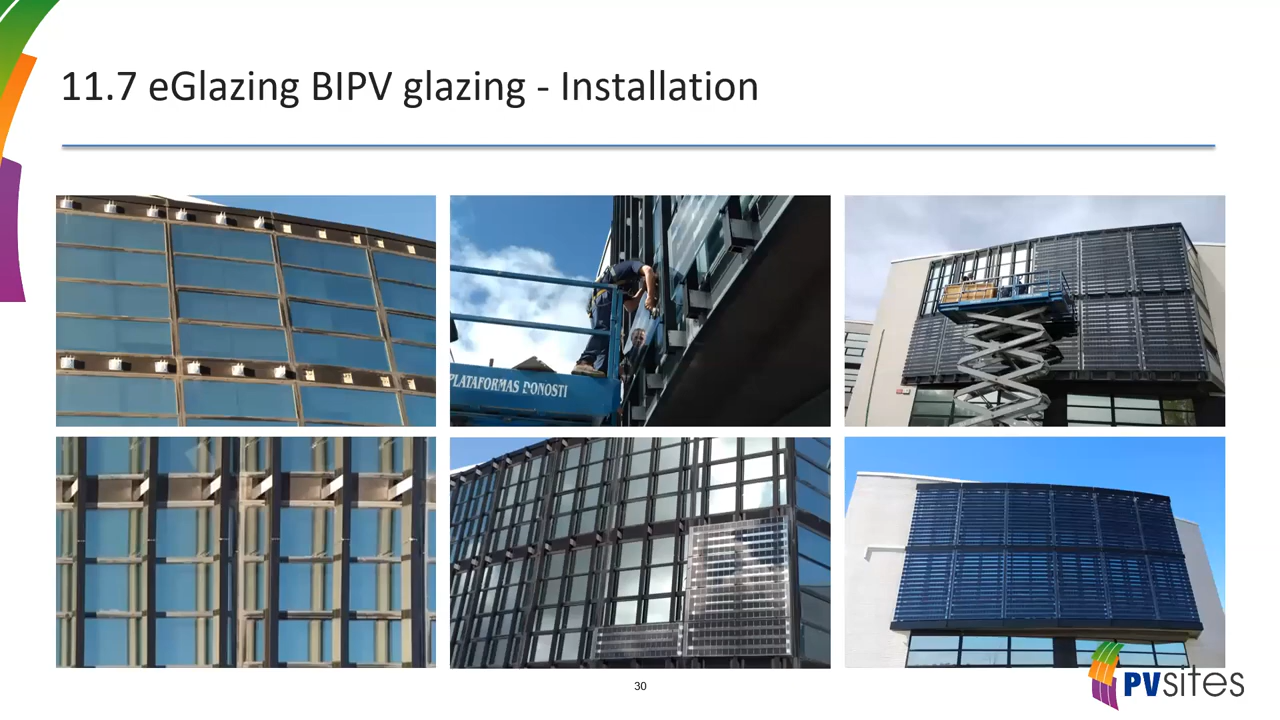 11.7 eGlazing BIPV glazing - Installation
PLATAFORMAS DONOSTI
30
PVsites